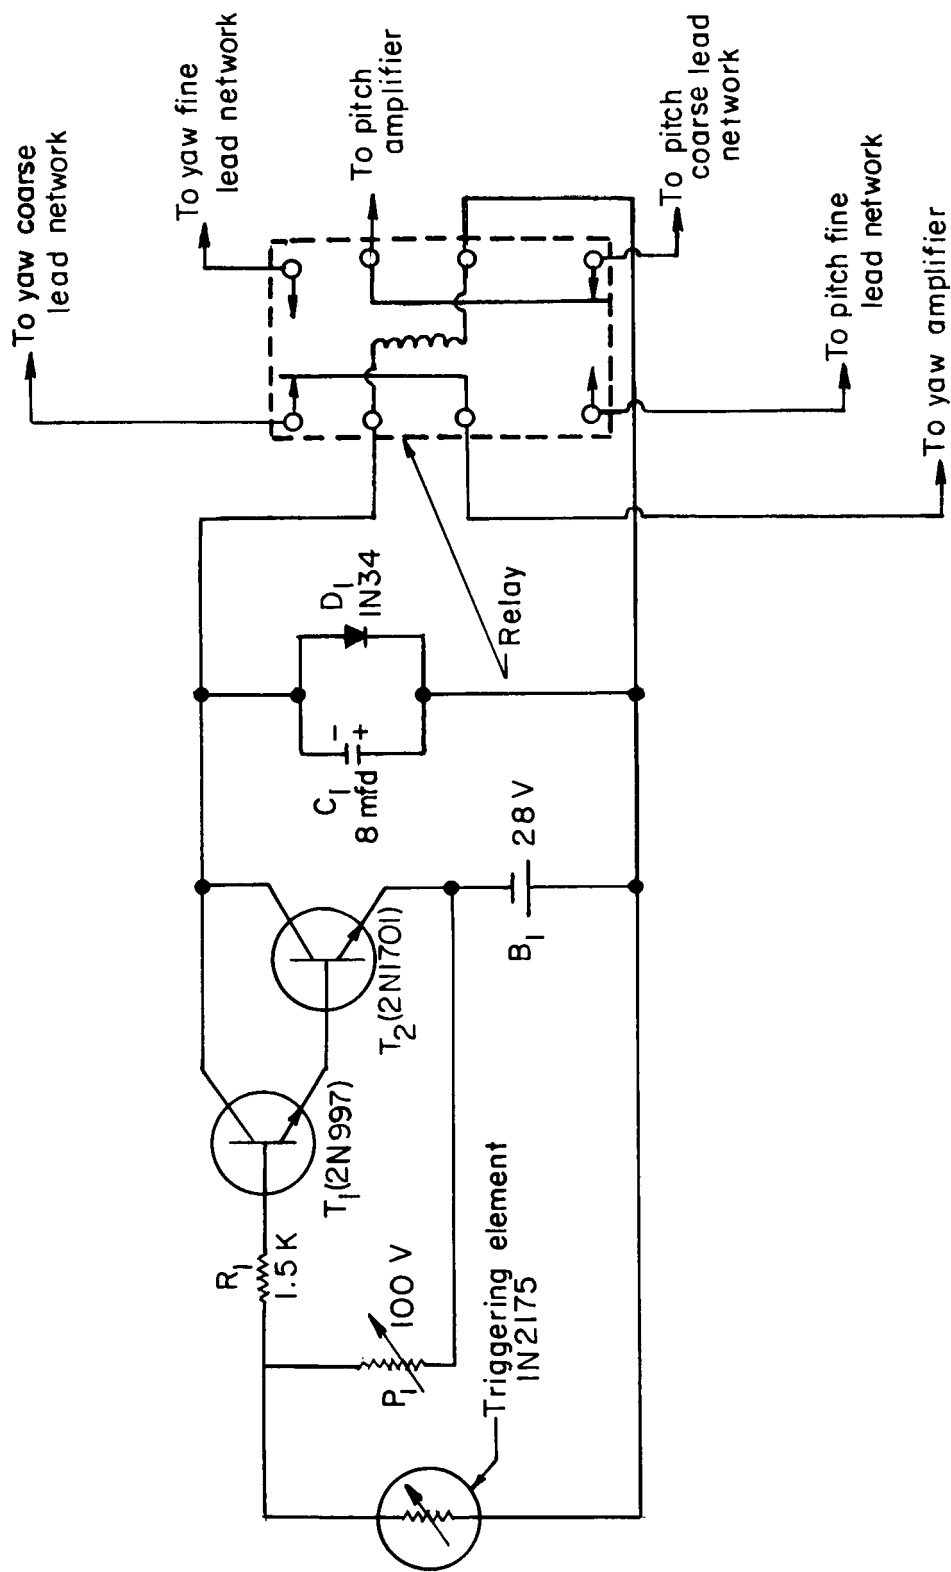 To yaw coarse
lead network
To yaw fine
lead network
To pitch
amplifier
To pitch
coarse lead
network
To pitch fine
lead network
To yaw amplifier
Relay
D1
1N34
C1
8 mfd
−
+
B1
28 V
T2 (2N1701)
T1 (2N997)
R1
1.5 K
P1
100 V
Triggering element
1N2175